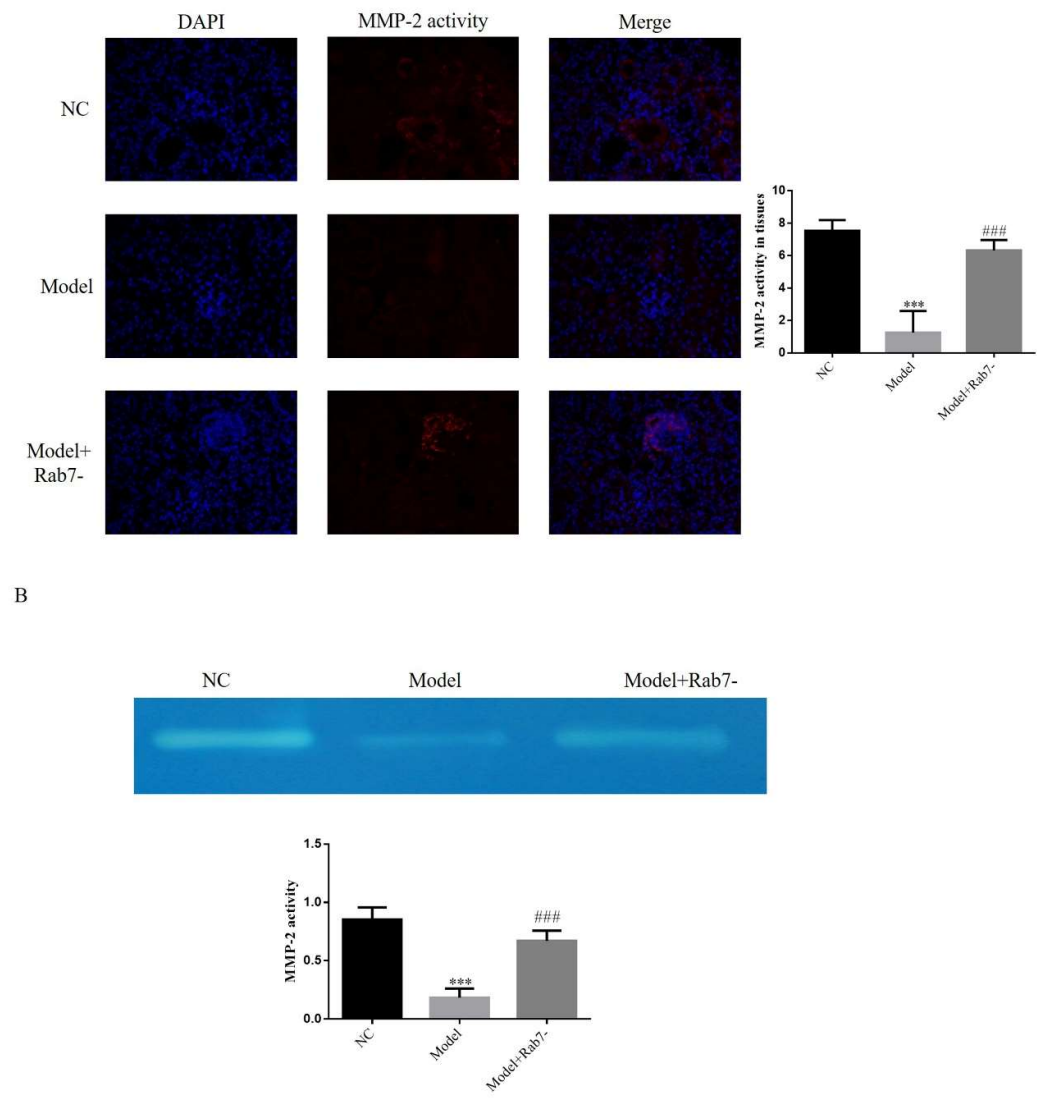 DAPI MMP-2 activity Merge
NC
Model
Model+
Rab7-
MMP-2 activity in tissues
10
8
6
4
2
0
***
###
NC Model Model+Rab7-
B
NC Model Model+Rab7-
MMP-2 activity
1.5
1.0
0.5
0.0
***
###
NC Model Model+Rab7-